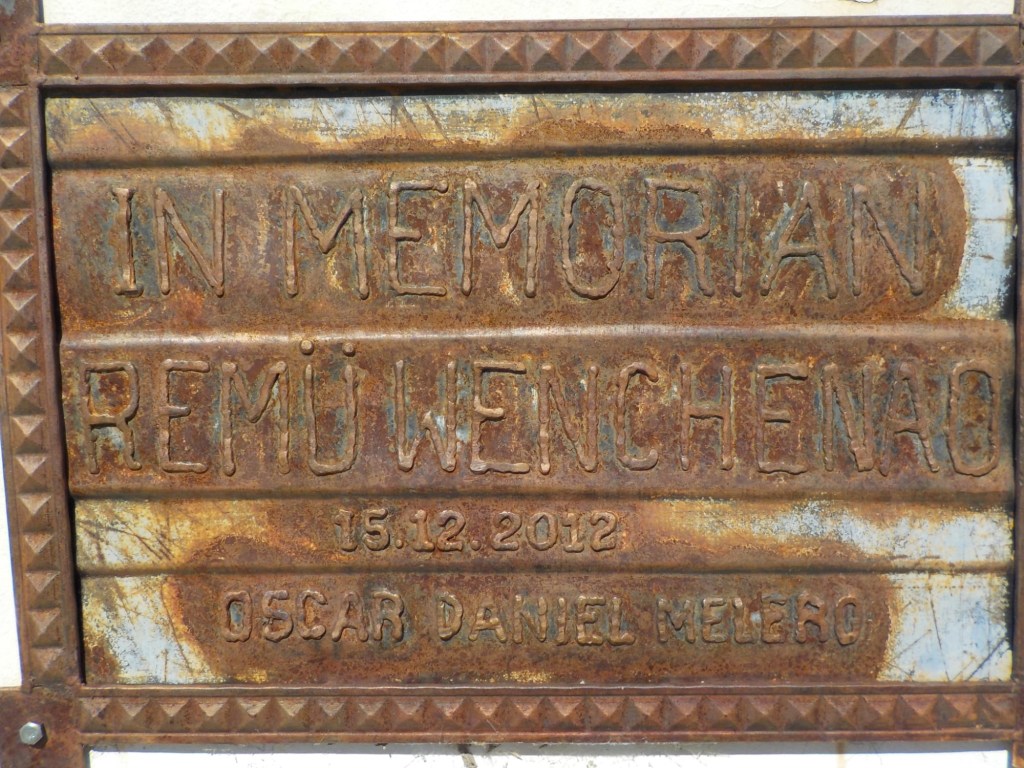 IN MEMORIAN
REMÜ WENCHENAO
15.12.2012
OSCAR DANIEL MELERO